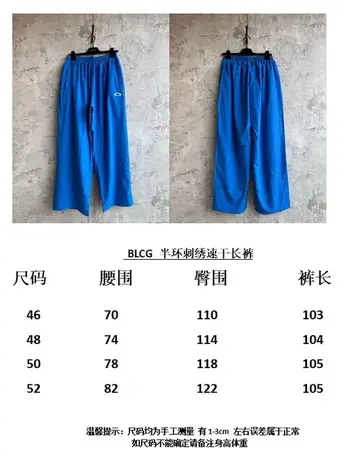 BLCG 半环刺绣速干长裤
尺码 腰围 臀围 裤长
46 70 110 103
48 74 114 104
50 78 118 105
52 82 122 105
温馨提示：尺码均为手工测量 有1-3cm 左右误差属于正常
如尺码不能确定请备注身高体重